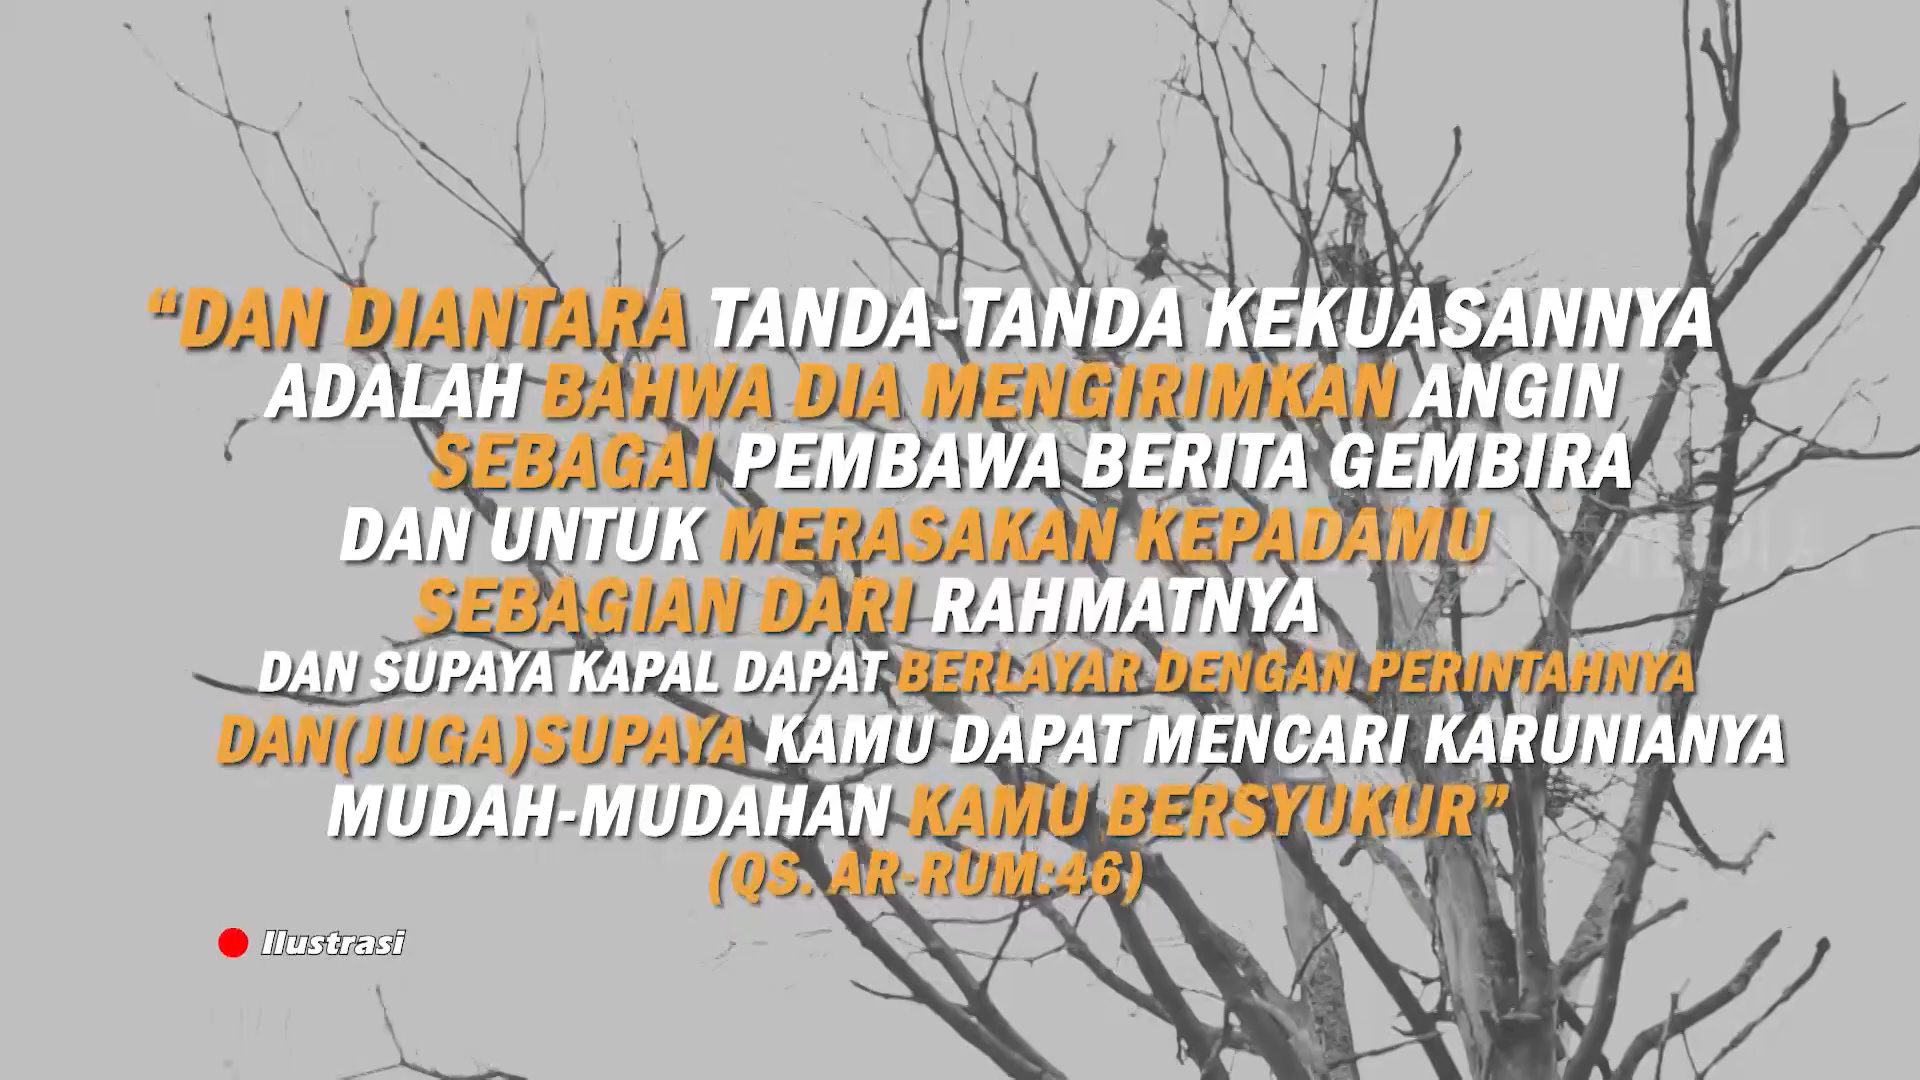 “DAN DIANTARA TANDA-TANDA KEKUASANNYA
ADALAH BAHWA DIA MENGIRIMKAN ANGIN
SEBAGAI PEMBAWA BERITA GEMBIRA
DAN UNTUK MERASAKAN KEPADAMU
SEBAGIAN DARI RAHMATNYA
DAN SUPAYA KAPAL DAPAT BERLAYAR DENGAN PERINTAHNYA
DAN(JUGA)SUPAYA KAMU DAPAT MENCARI KARUNIANYA
MUDAH-MUDAHAN KAMU BERSYUKUR”
(QS. AR-RUM:46)
Ilustrasi